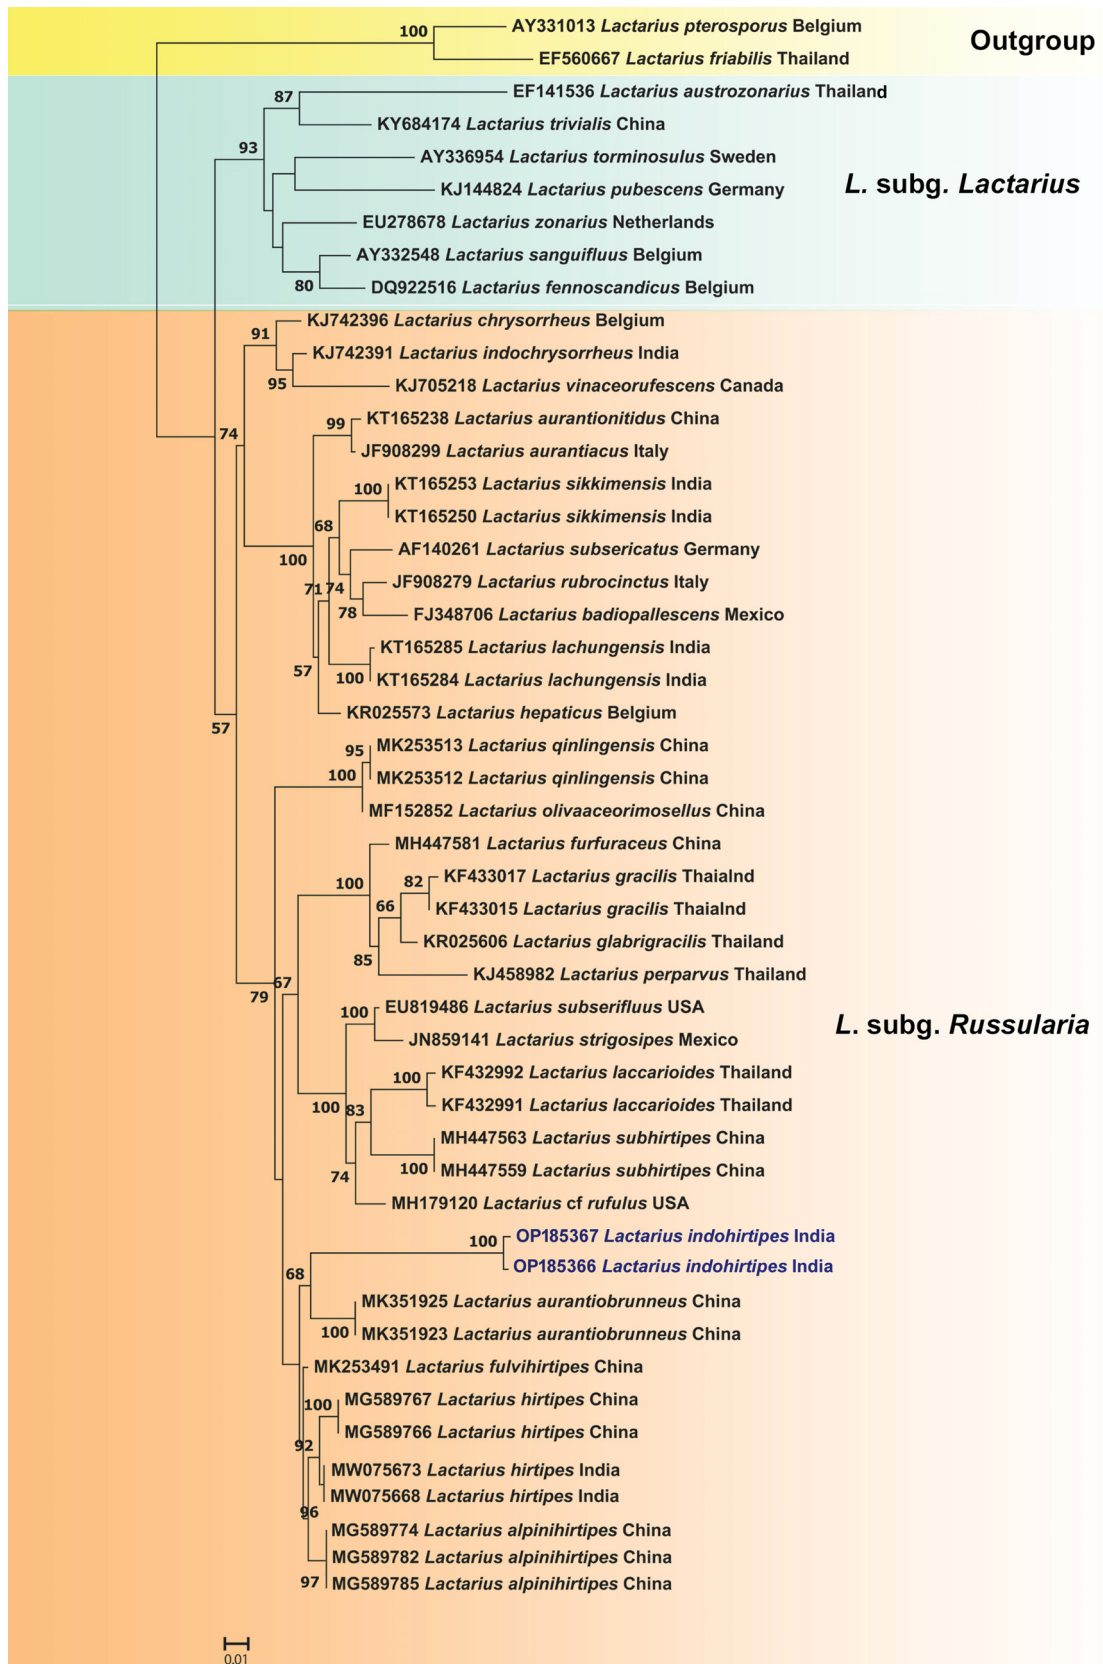 100
AY331013 Lactarius pterosporus Belgium
EF560667 Lactarius friabilis Thailand
Outgroup
87
EF141536 Lactarius austrozonarius Thailand
KY684174 Lactarius trivialis China
93
AY336954 Lactarius torminosulus Sweden
KJ144824 Lactarius pubescens Germany
L. subg. Lactarius
EU278678 Lactarius zonarius Netherlands
AY332548 Lactarius sanguifluus Belgium
80
DQ922516 Lactarius fennoscandicus Belgium
KJ742396 Lactarius chrysorrheus Belgium
91
KJ742391 Lactarius indochrysorrheus India
95
KJ705218 Lactarius vinaceorufescens Canada
KT165238 Lactarius aurantionitidus China
99
74
JF908299 Lactarius aurantiacus Italy
KT165253 Lactarius sikkimensis India
100
KT165250 Lactarius sikkimensis India
68
AF140261 Lactarius subsericatus Germany
100
JF908279 Lactarius rubrocinctus Italy
71
74
78
FJ348706 Lactarius badiopallescens Mexico
KT165285 Lactarius lachungensis India
57
100
KT165284 Lactarius lachungensis India
KR025573 Lactarius hepaticus Belgium
57
MK253513 Lactarius qinlingensis China
95
100
MK253512 Lactarius qinlingensis China
MF152852 Lactarius olivaaceorimosellus China
MH447581 Lactarius furfuraceus China
KF433017 Lactarius gracilis Thaialnd
82
100
66
KF433015 Lactarius gracilis Thaialnd
KR025606 Lactarius glabrigracilis Thailand
85
KJ458982 Lactarius perparvus Thailand
67
79
EU819486 Lactarius subserifluus USA
100
L. subg. Russularia
JN859141 Lactarius strigosipes Mexico
KF432992 Lactarius laccarioides Thailand
100
KF432991 Lactarius laccarioides Thailand
100
83
MH447563 Lactarius subhirtipes China
100
MH447559 Lactarius subhirtipes China
74
MH179120 Lactarius cf rufulus USA
OP185367 Lactarius indohirtipes India
100
OP185366 Lactarius indohirtipes India
68
MK351925 Lactarius aurantiobrunneus China
100
MK351923 Lactarius aurantiobrunneus China
MK253491 Lactarius fulvihirtipes China
MG589767 Lactarius hirtipes China
100
MG589766 Lactarius hirtipes China
92
MW075673 Lactarius hirtipes India
MW075668 Lactarius hirtipes India
96
MG589774 Lactarius alpinihirtipes China
MG589782 Lactarius alpinihirtipes China
97
MG589785 Lactarius alpinihirtipes China
0.01